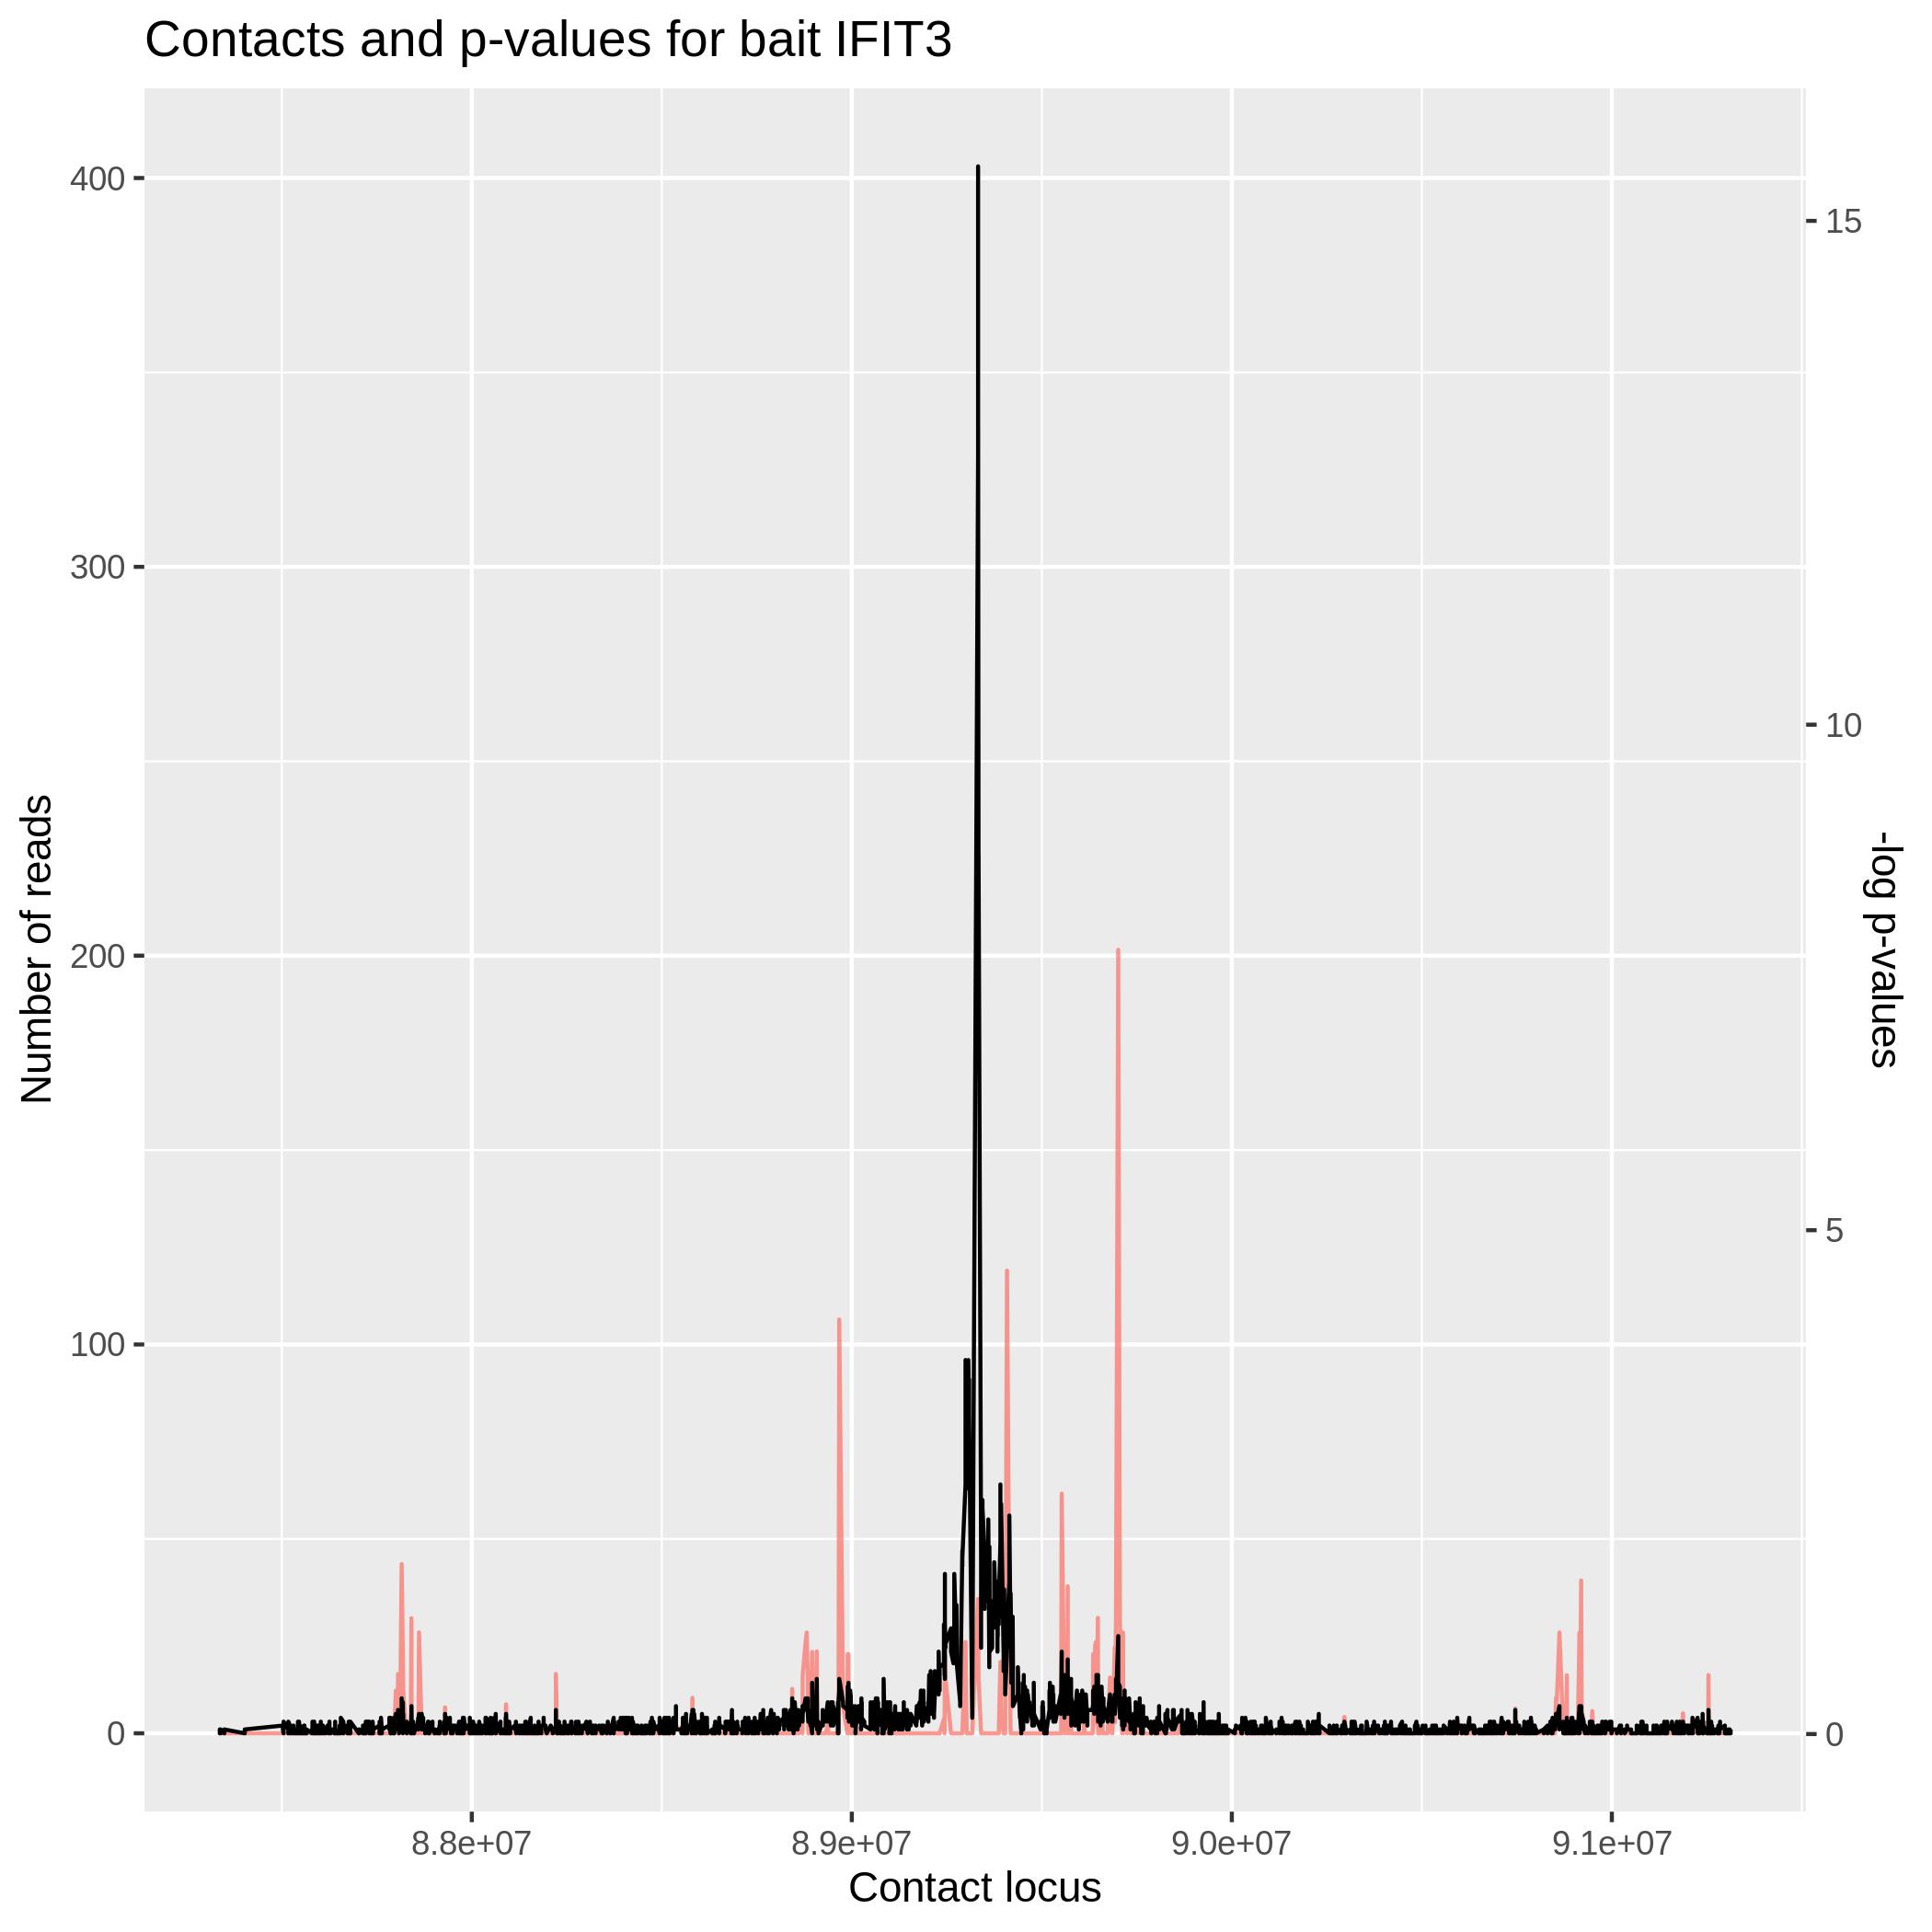 Contacts and p-values for bait IFIT3
400
300
200
100
0
Number of reads
15
10
5
0
-log p-values
8.8e+07 8.9e+07 9.0e+07 9.1e+07
Contact locus